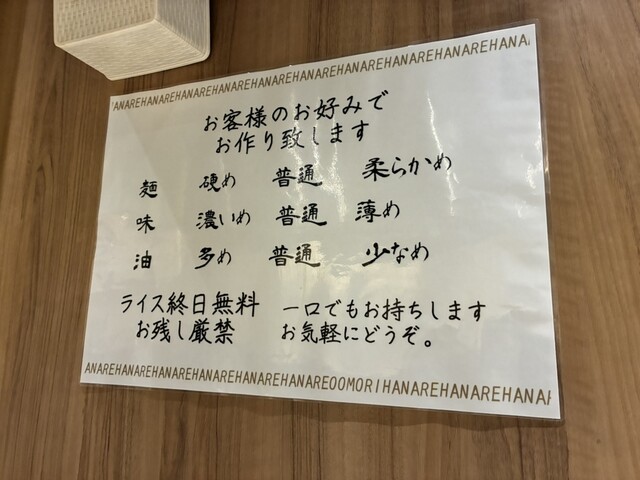 ANAREHANAREHANAREHANAREHANAREHANAREHANAREHANAREHANAREHANA
お客様のお好みで
お作り致します
麺 硬め 普通 柔らかめ
味 濃いめ 普通 薄め
油 多め 普通 少なめ
ライス終日無料 一口でもお持ちします
お残し厳禁 お気軽にどうぞ。
ANAREHANAREHANAREHANAREHANAREHANAREOOMORIHANAREHANAREHANA